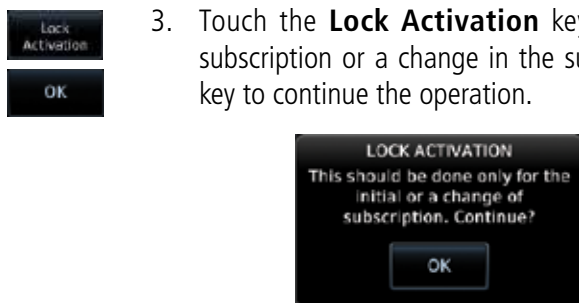 Lock
Activation
OK
3. Touch the Lock Activation key
subscription or a change in the su
key to continue the operation.
LOCK ACTIVATION
This should be done only for the
initial or a change of
subscription. Continue?
OK